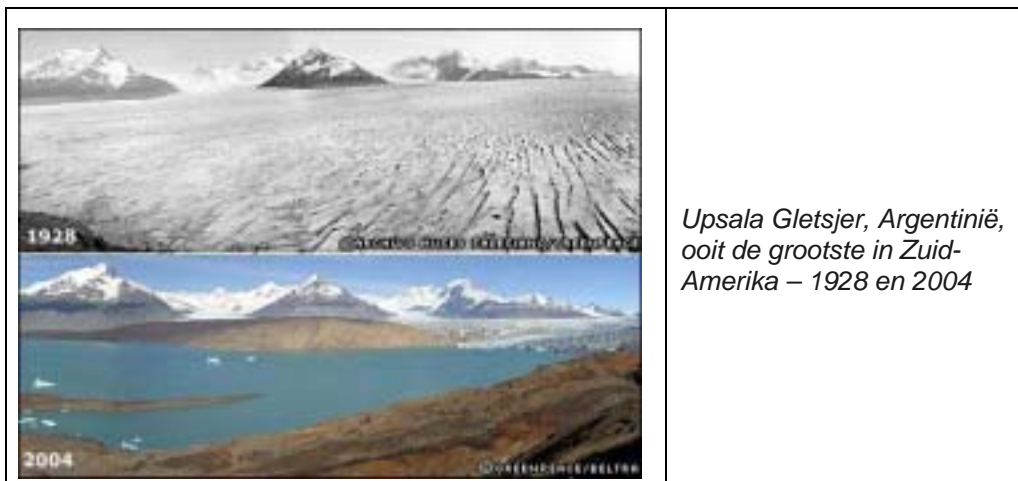 1928
2004
©GREENPEACE/BELTRA
Upsala Gletsjer, Argentinië,
ooit de grootste in Zuid-
Amerika – 1928 en 2004